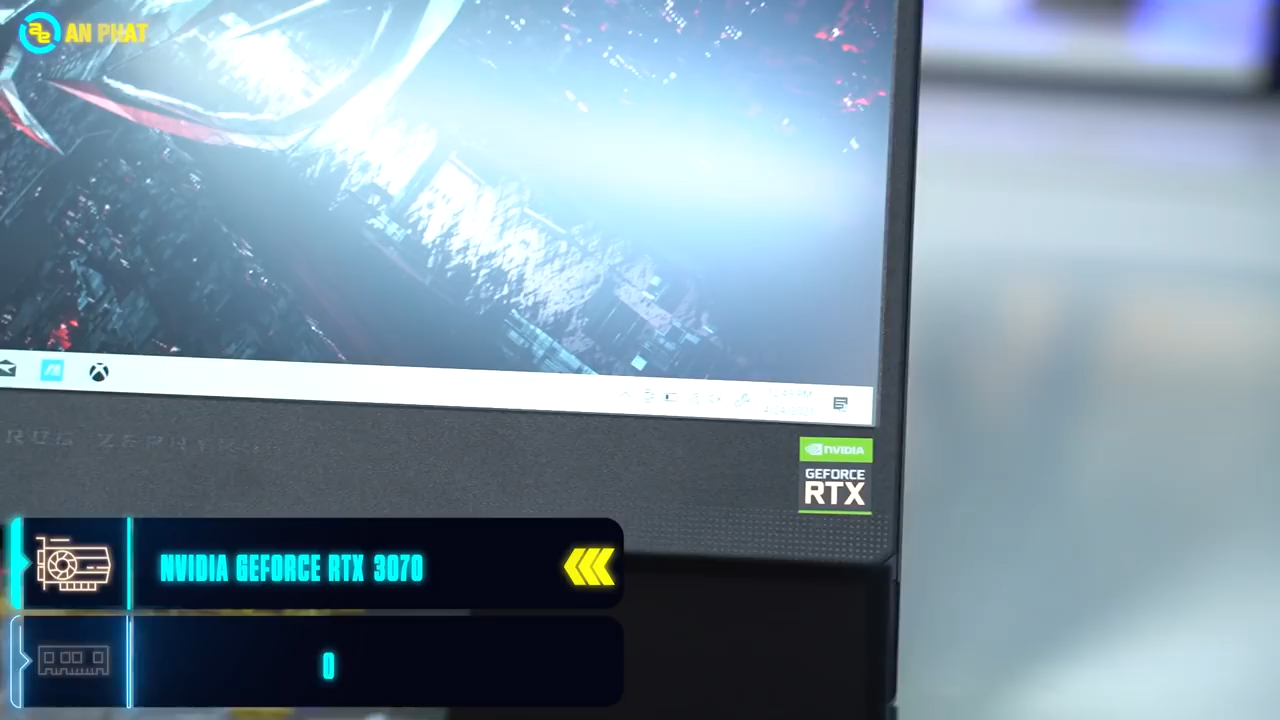 AN PHAT
NVIDIA
GEFORCE
RTX
NVIDIA GEFORCE RTX 3070
0